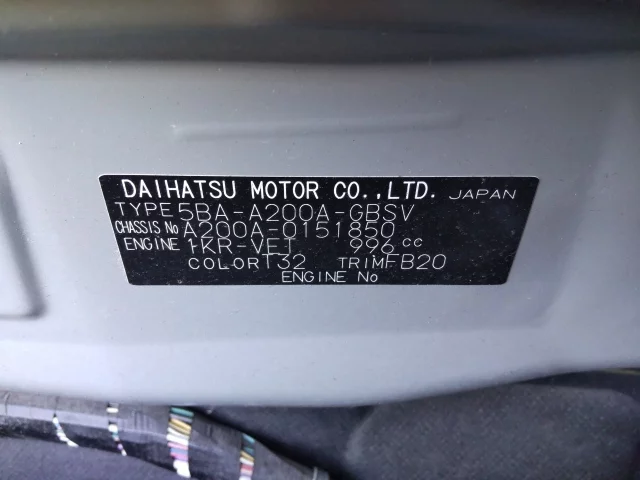 DAIHATSU MOTOR CO.,LTD. JAPAN
TYPE 5BA-A200A-GBSV
CHASSIS No A200A-0151850
ENGINE 1KR-VET 996 cc
COLOR T32 TRIM FB20
ENGINE No